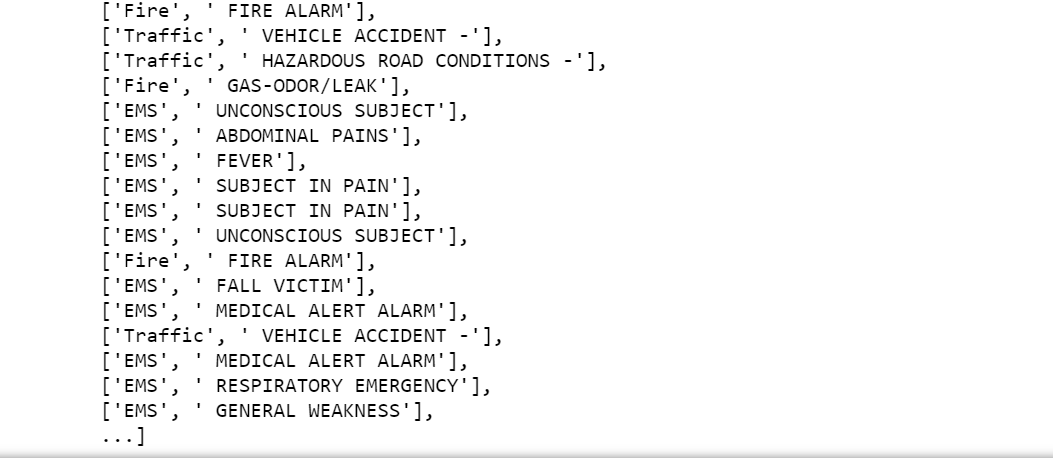 ['Fire', ' FIRE ALARM'],
['Traffic', ' VEHICLE ACCIDENT -'],
['Traffic', ' HAZARDOUS ROAD CONDITIONS -'],
['Fire', ' GAS-ODOR/LEAK'],
['EMS', ' UNCONSCIOUS SUBJECT'],
['EMS', ' ABDOMINAL PAINS'],
['EMS', ' FEVER'],
['EMS', ' SUBJECT IN PAIN'],
['EMS', ' SUBJECT IN PAIN'],
['EMS', ' UNCONSCIOUS SUBJECT'],
['Fire', ' FIRE ALARM'],
['EMS', ' FALL VICTIM'],
['EMS', ' MEDICAL ALERT ALARM'],
['Traffic', ' VEHICLE ACCIDENT -'],
['EMS', ' MEDICAL ALERT ALARM'],
['EMS', ' RESPIRATORY EMERGENCY'],
['EMS', ' GENERAL WEAKNESS'],
...]